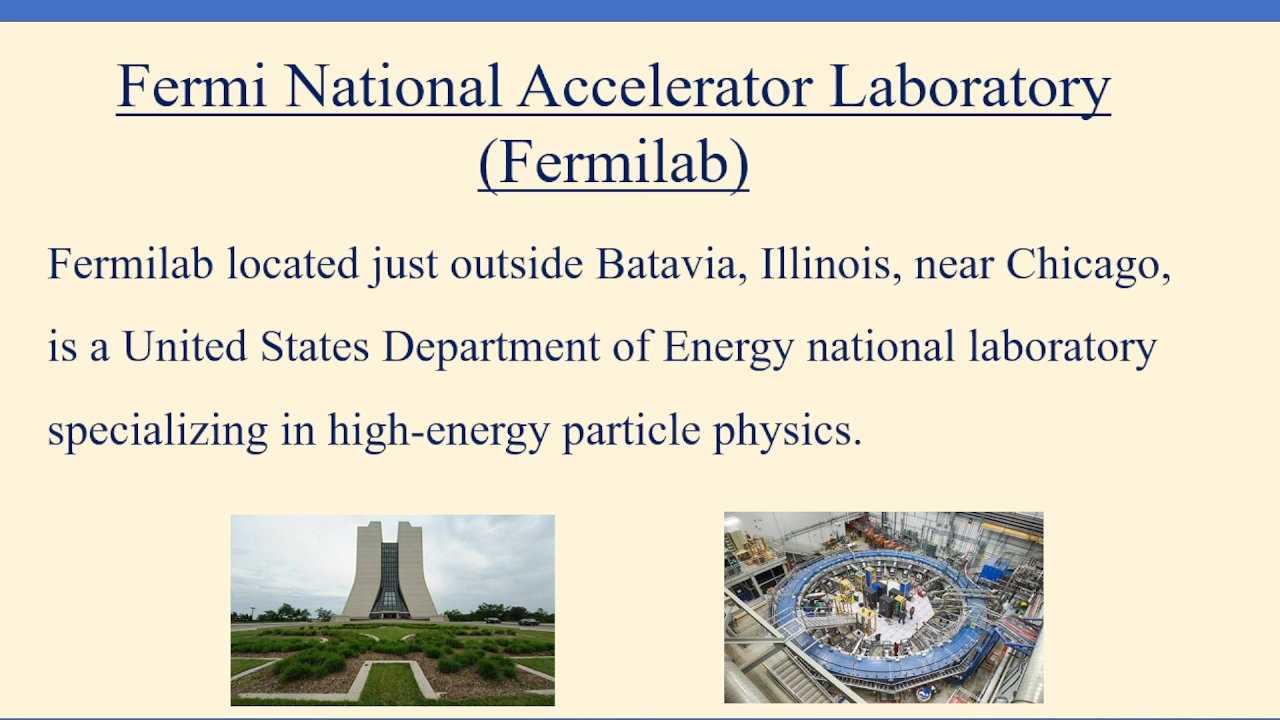 Fermi National Accelerator Laboratory
(Fermilab)
Fermilab located just outside Batavia, Illinois, near Chicago,
is a United States Department of Energy national laboratory
specializing in high-energy particle physics.